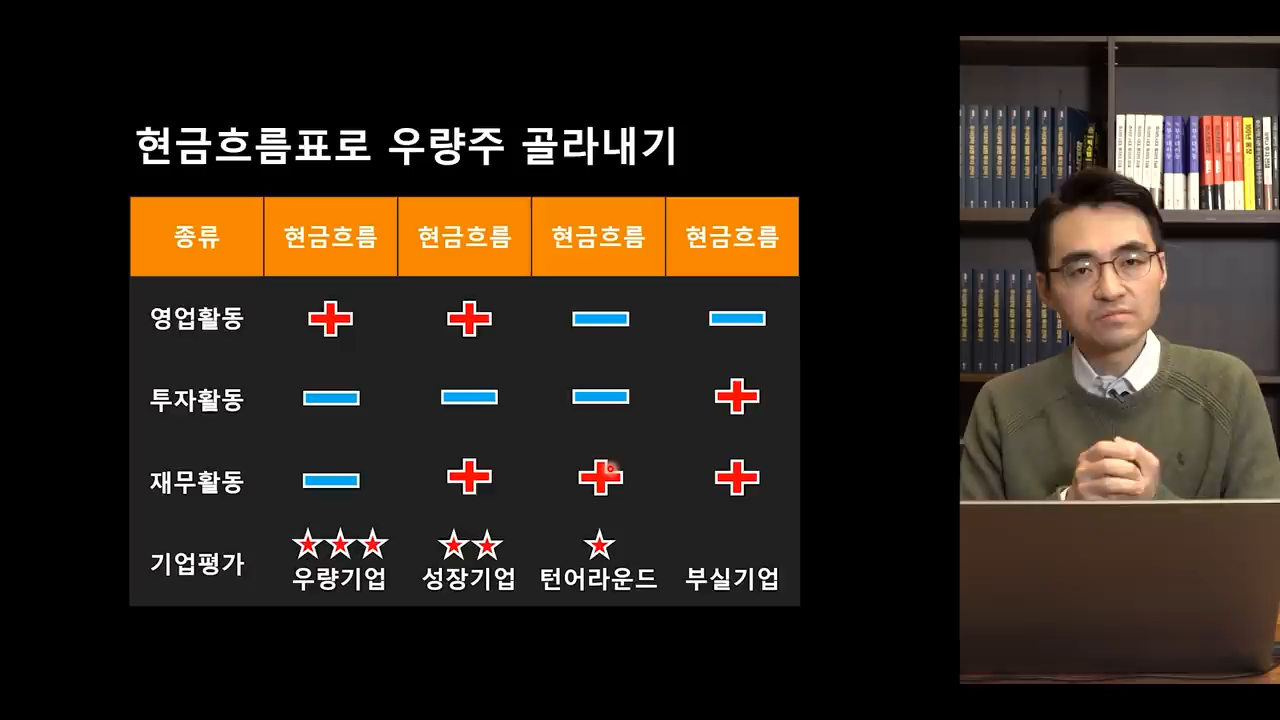 현금흐름표로 우량주 골라내기
종류 현금흐름 현금흐름 현금흐름 현금흐름
영업활동 + + - -
투자활동 - - - +
재무활동 - + + +
기업평가 ★★★ ★★ ★
우량기업 성장기업 턴어라운드 부실기업